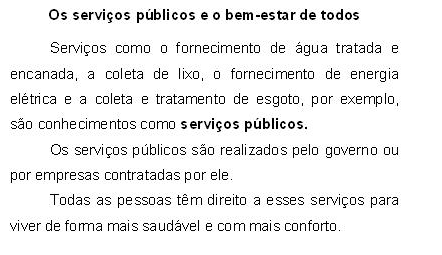 Os serviços públicos e o bem-estar de todos
Serviços como o fornecimento de água tratada e
encanada, a coleta de lixo, o fornecimento de energia
elétrica e a coleta e tratamento de esgoto, por exemplo,
são conhecimentos como serviços públicos.
Os serviços públicos são realizados pelo governo ou
por empresas contratadas por ele.
Todas as pessoas têm direito a esses serviços para
viver de forma mais saudável e com mais conforto.